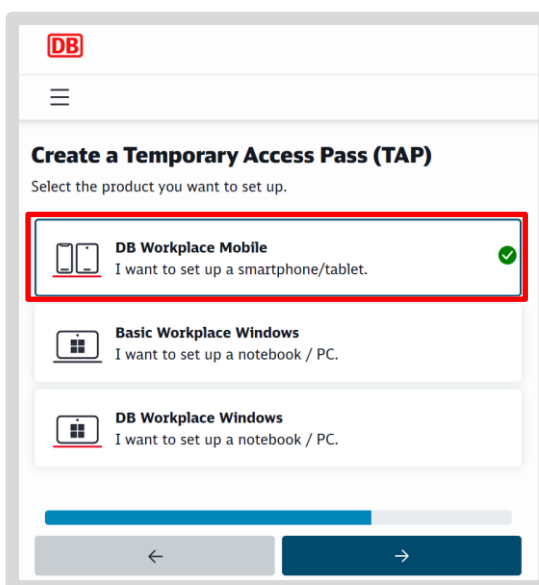 DB
Create a Temporary Access Pass (TAP)
Select the product you want to set up.
DB Workplace Mobile
I want to set up a smartphone/tablet.
Basic Workplace Windows
I want to set up a notebook / PC.
DB Workplace Windows
I want to set up a notebook / PC.